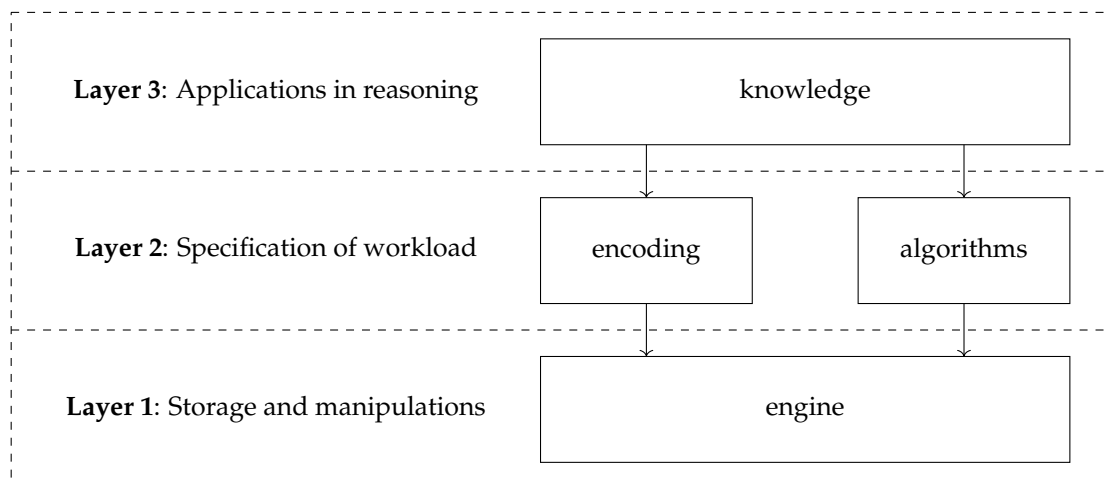 Layer 3: Applications in reasoning
knowledge
Layer 2: Specification of workload
encoding
algorithms
Layer 1: Storage and manipulations
engine